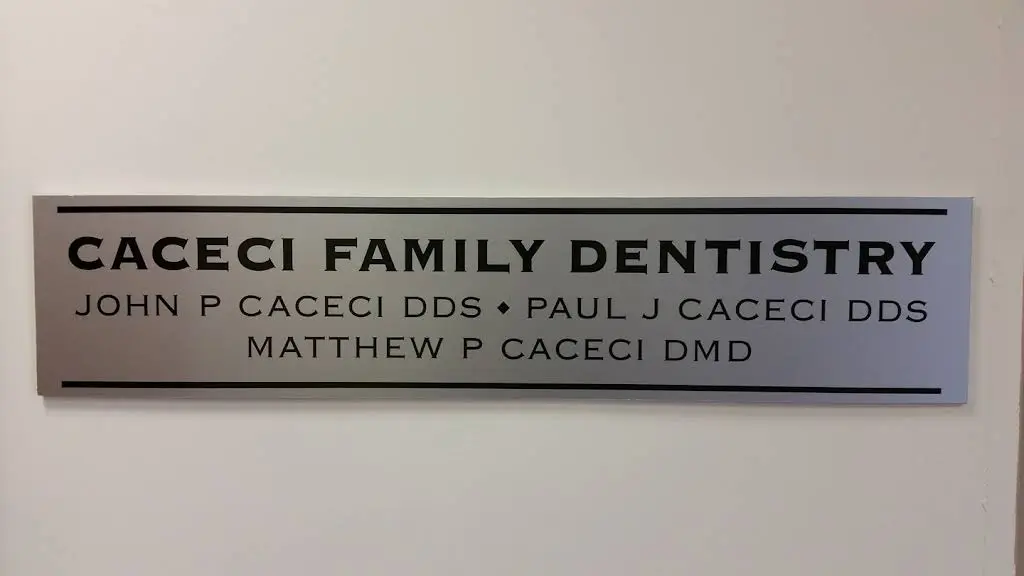 CACECI FAMILY DENTISTRY
JOHN P CACECI DDS ◆ PAUL J CACECI DDS
MATTHEW P CACECI DMD